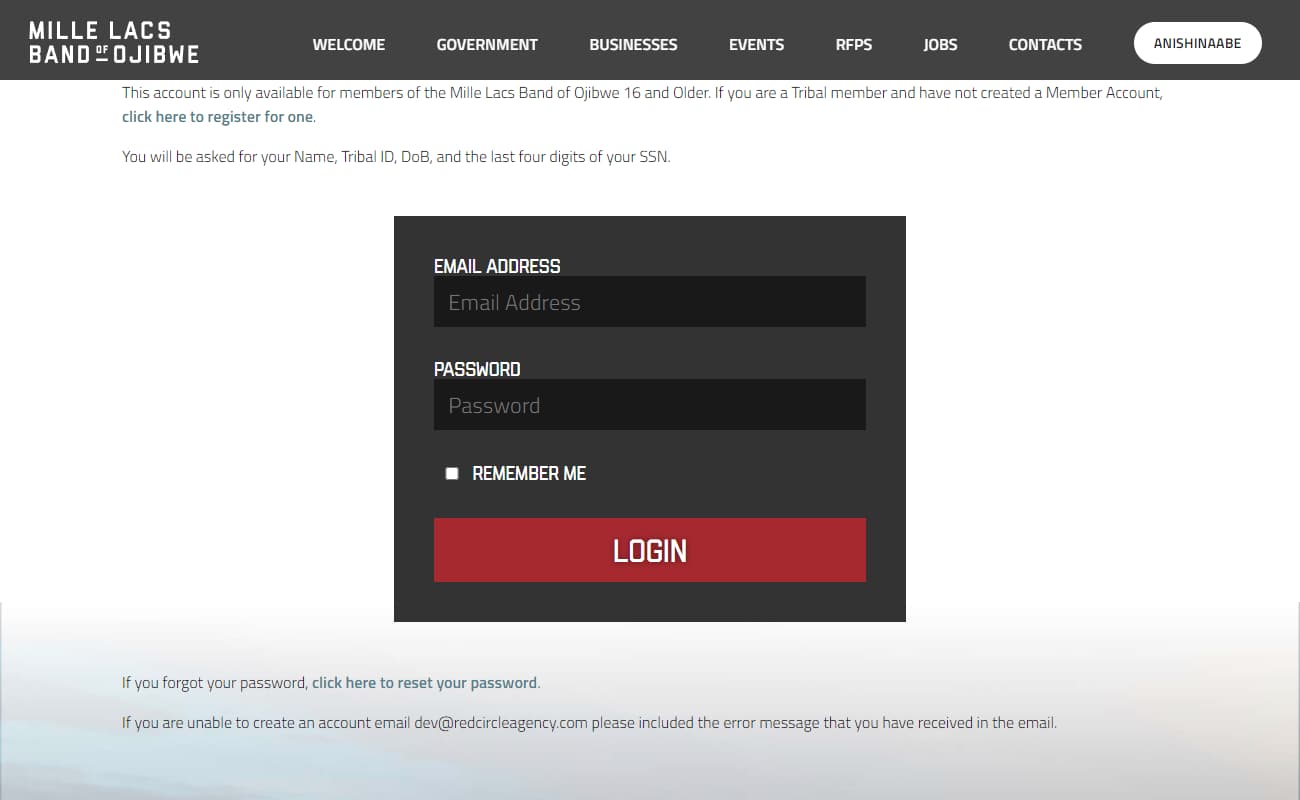 MILLE LACS
BAND OF OJIBWE
WELCOME GOVERNMENT BUSINESSES EVENTS RFPS JOBS CONTACTS ANISHINAABE
This account is only available for members of the Mille Lacs Band of Ojibwe 16 and Older. If you are a Tribal member and have not created a Member Account,
click here to register for one.
You will be asked for your Name, Tribal ID, DoB, and the last four digits of your SSN.
EMAIL ADDRESS
Email Address
PASSWORD
Password
REMEMBER ME
LOGIN
If you forgot your password, click here to reset your password.
If you are unable to create an account email dev@redcircleagency.com please included the error message that you have received in the email.